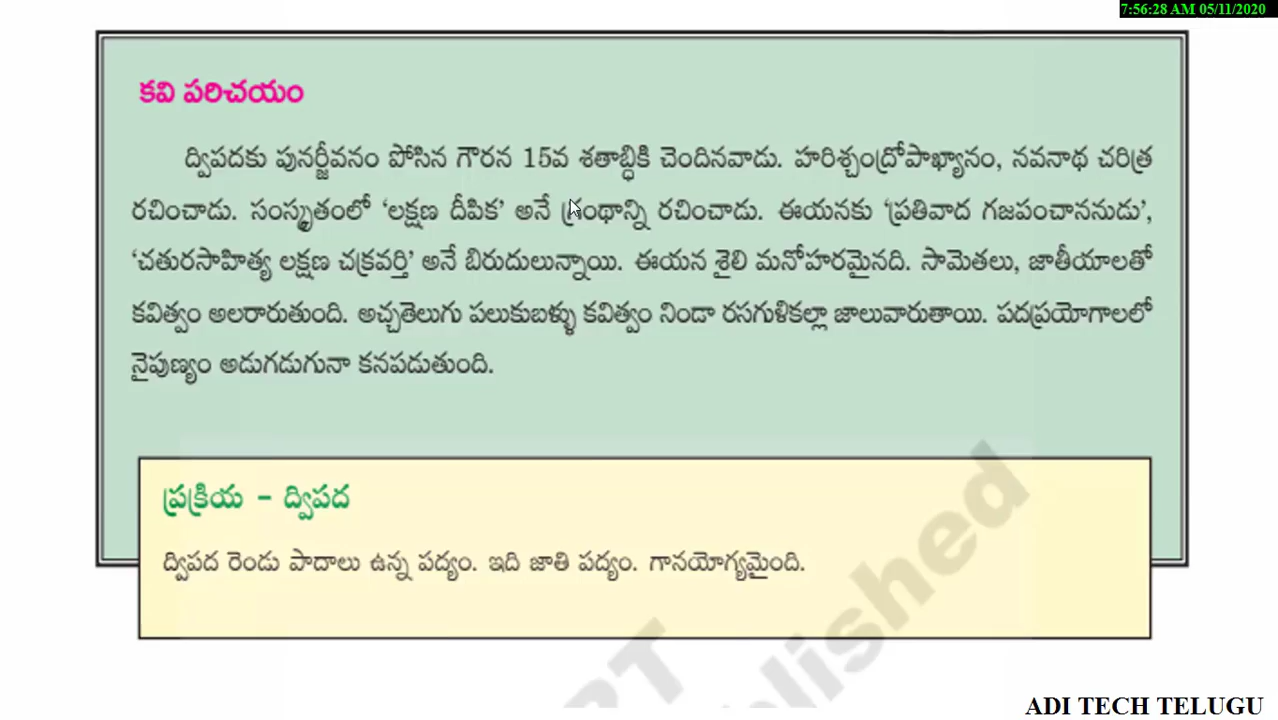 7:56:28 AM 05/11/2020
కవి పరిచయం
ద్విపదకు పునర్జీవనం పోసిన గౌరన 15వ శతాబ్ధికి చెందినవాడు. హరిశ్చంద్రోపాఖ్యానం, నవనాథ చరిత్ర
రచించాడు. సంస్కృతంలో ‘లక్షణ దీపిక’ అనే గ్రంథాన్ని రచించాడు. ఈయనకు ‘ప్రతివాద గజపంచాననుడు’,
‘చతురసాహిత్య లక్షణ చక్రవర్తి’ అనే బిరుదులున్నాయి. ఈయన శైలి మనోహరమైనది. సామెతలు, జాతీయాలతో
కవిత్వం అలరారుతుంది. అచ్చతెలుగు పలుకుబళ్ళు కవిత్వం నిండా రసగుళికల్లా జాలువారుతాయి. పదప్రయోగాలలో
నైపుణ్యం అడుగడుగునా కనపడుతుంది.
ప్రక్రియ - ద్విపద
ద్విపద రెండు పాదాలు ఉన్న పద్యం. ఇది జాతి పద్యం. గానయోగ్యమైంది.
ADI TECH TELUGU